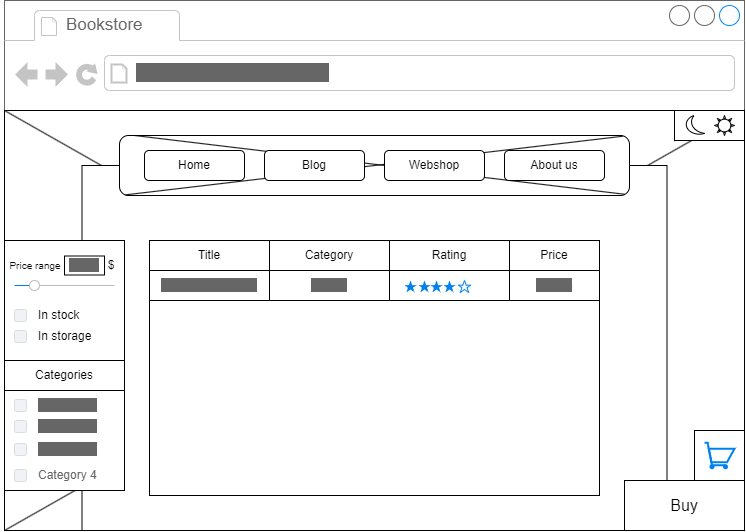 Bookstore
Home Blog Webshop About us
Title Category Rating Price
Price range $
In stock
In storage
Categories
Category 4
Buy